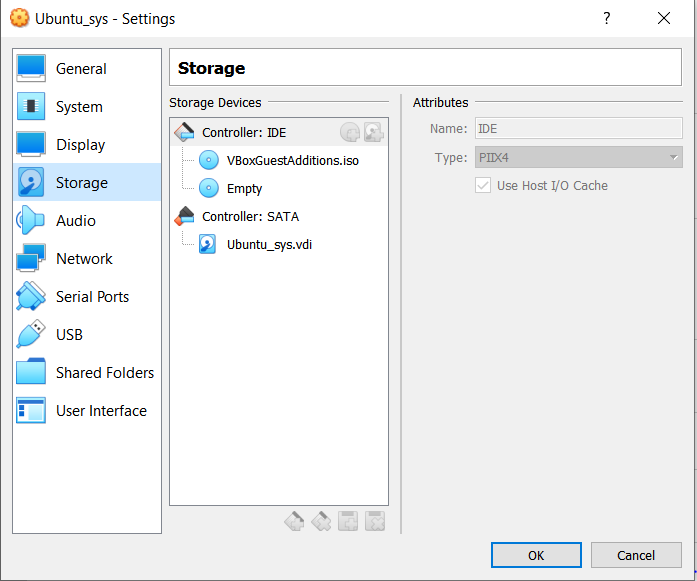 Ubuntu_sys - Settings
?
General
System
Display
Storage
Audio
Network
Serial Ports
USB
Shared Folders
User Interface
Storage
Storage Devices
Controller: IDE
VBoxGuestAdditions.iso
Empty
Controller: SATA
Ubuntu_sys.vdi
Attributes
Name: IDE
Type: PIIX4
Use Host I/O Cache
OK
Cancel